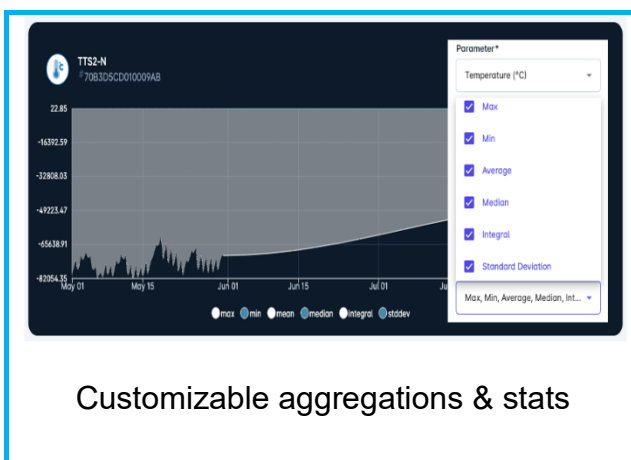 TTS2-N
#70B3D5CD010009AB
Parameter*
Temperature (°C)
Max
Min
Average
Median
Integral
Standard Deviation
Max, Min, Average, Median, Int...
22.85
-16392.59
-32808.03
-49223.47
-65638.91
-82054.35
May 01
May 15
Jun 01
Jun 15
Jul 01
Ju
max
min
mean
median
integral
stddev
Customizable aggregations & stats